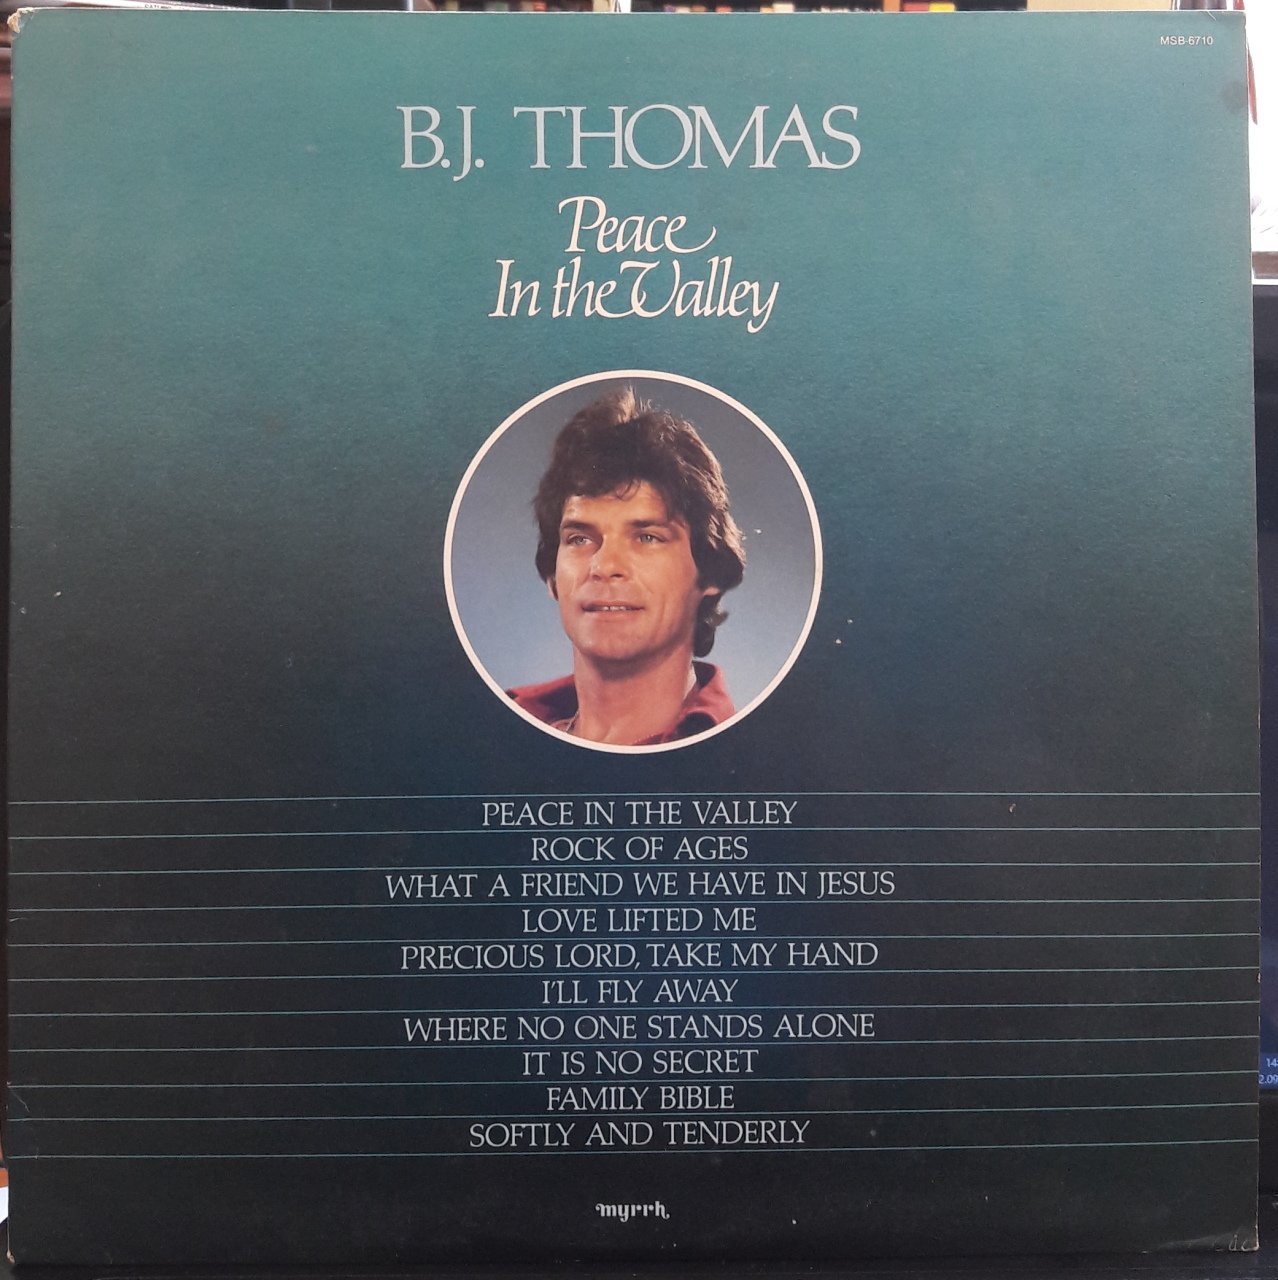 MSB-6710
B.J. THOMAS
Peace
In the Valley
PEACE IN THE VALLEY
ROCK OF AGES
WHAT A FRIEND WE HAVE IN JESUS
LOVE LIFTED ME
PRECIOUS LORD, TAKE MY HAND
I'LL FLY AWAY
WHERE NO ONE STANDS ALONE
IT IS NO SECRET
FAMILY BIBLE
SOFTLY AND TENDERLY
myrrh